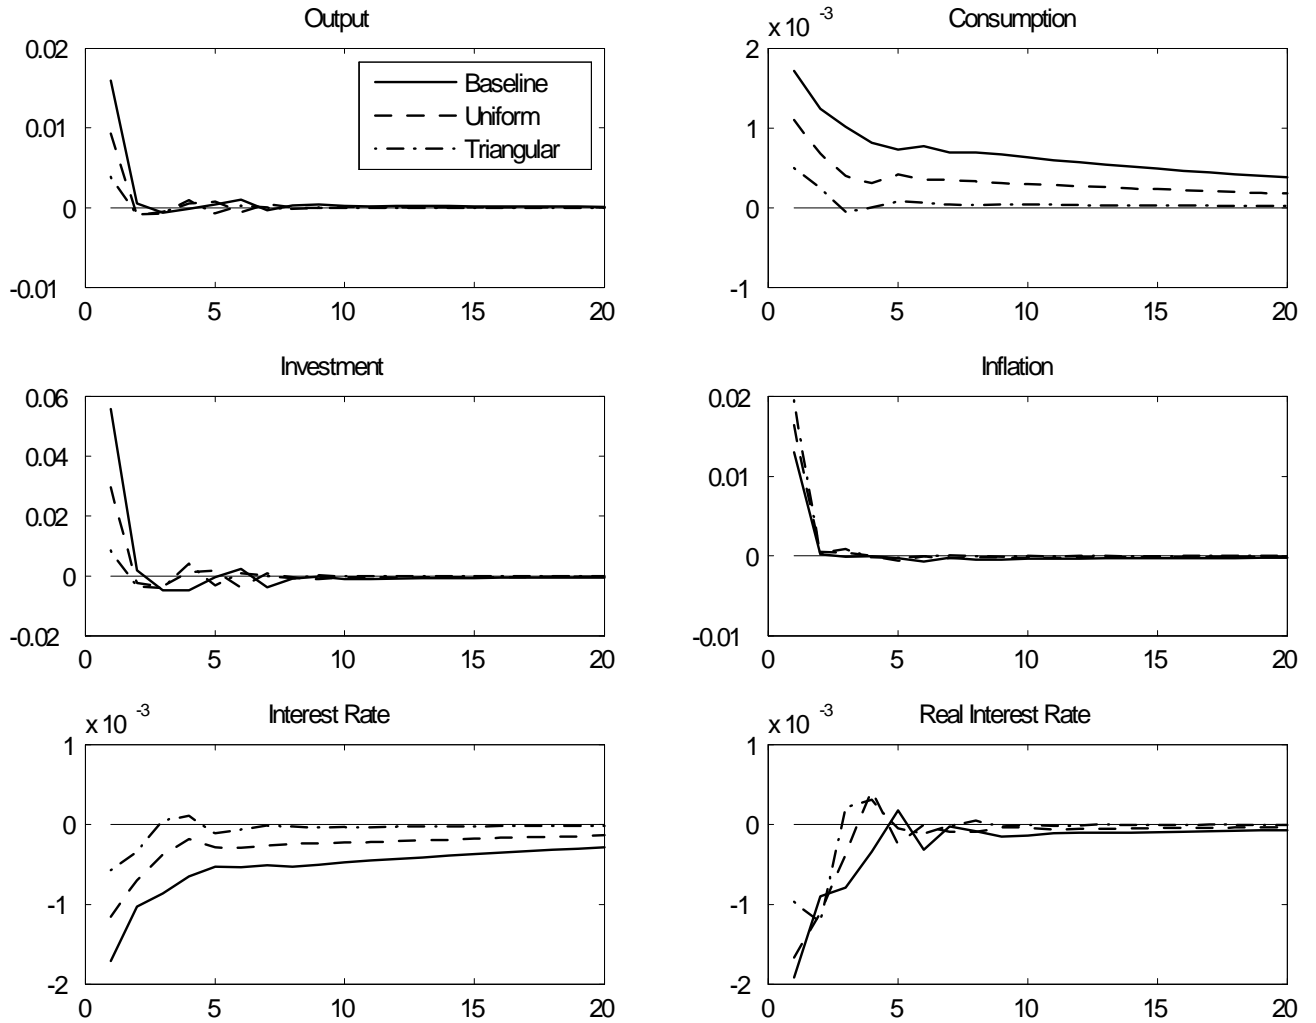 Output
0.02
0.01
0
-0.01
0 5 10 15 20
Baseline
Uniform
Triangular
Consumption
x 10 -3
2
1
0
-1
0 5 10 15 20
Investment
0.06
0.04
0.02
0
-0.02
0 5 10 15 20
Inflation
0.02
0.01
0
-0.01
0 5 10 15 20
Interest Rate
x 10 -3
1
0
-1
-2
0 5 10 15 20
Real Interest Rate
x 10 -3
1
0
-1
-2
0 5 10 15 20